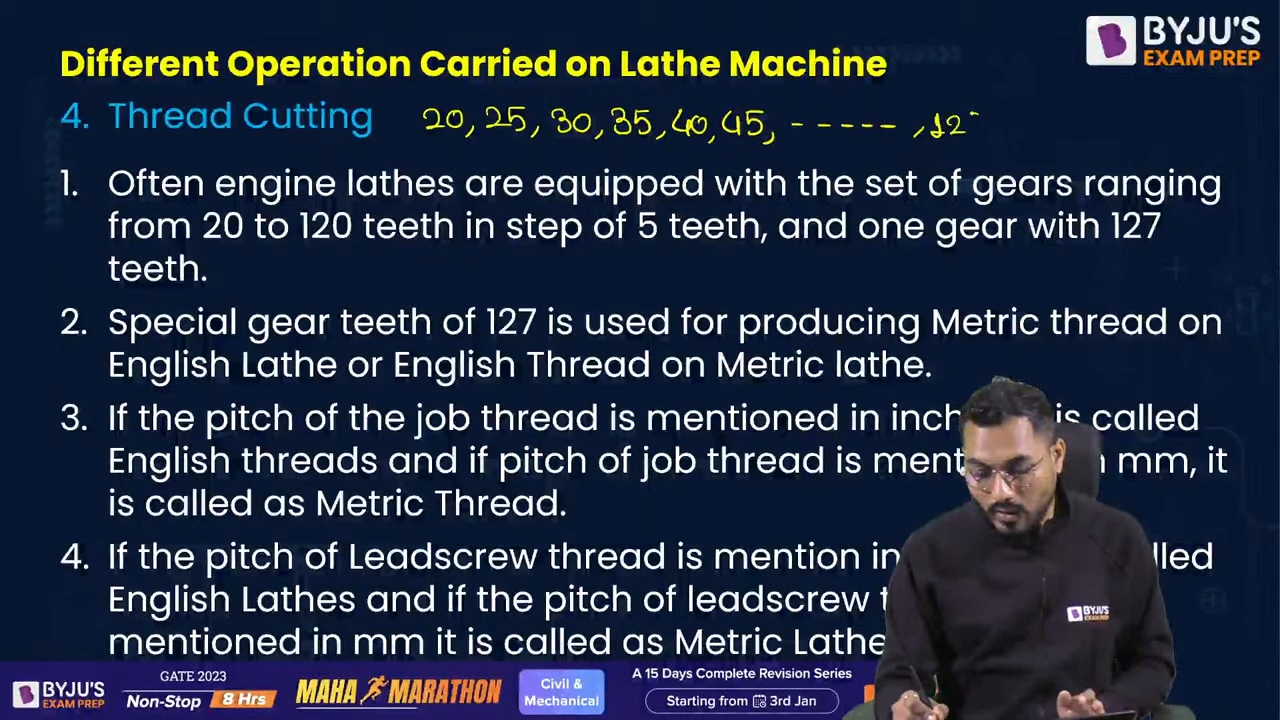 BYJU'S
EXAM PREP
Different Operation Carried on Lathe Machine
4. Thread Cutting 20, 25, 30, 35, 40, 45, - - - - - , 12
1. Often engine lathes are equipped with the set of gears ranging
from 20 to 120 teeth in step of 5 teeth, and one gear with 127
teeth.
2. Special gear teeth of 127 is used for producing Metric thread on
English Lathe or English Thread on Metric lathe.
3. If the pitch of the job thread is mentioned in is called
English threads and if pitch of job thread is mm, it
is called as Metric Thread.
4. If the pitch of Leadscrew thread is mention in
English Lathes and if the pitch of leadscrew
mentioned in mm it is called as Metric Lathe
BYJU'S
EXAM PREP
BYJU'S
EXAM PREP
GATE 2023
Non-Stop 8 Hrs
MAHA MARATHON
Civil &
Mechanical
A 15 Days Complete Revision Series
Starting from 3rd Jan